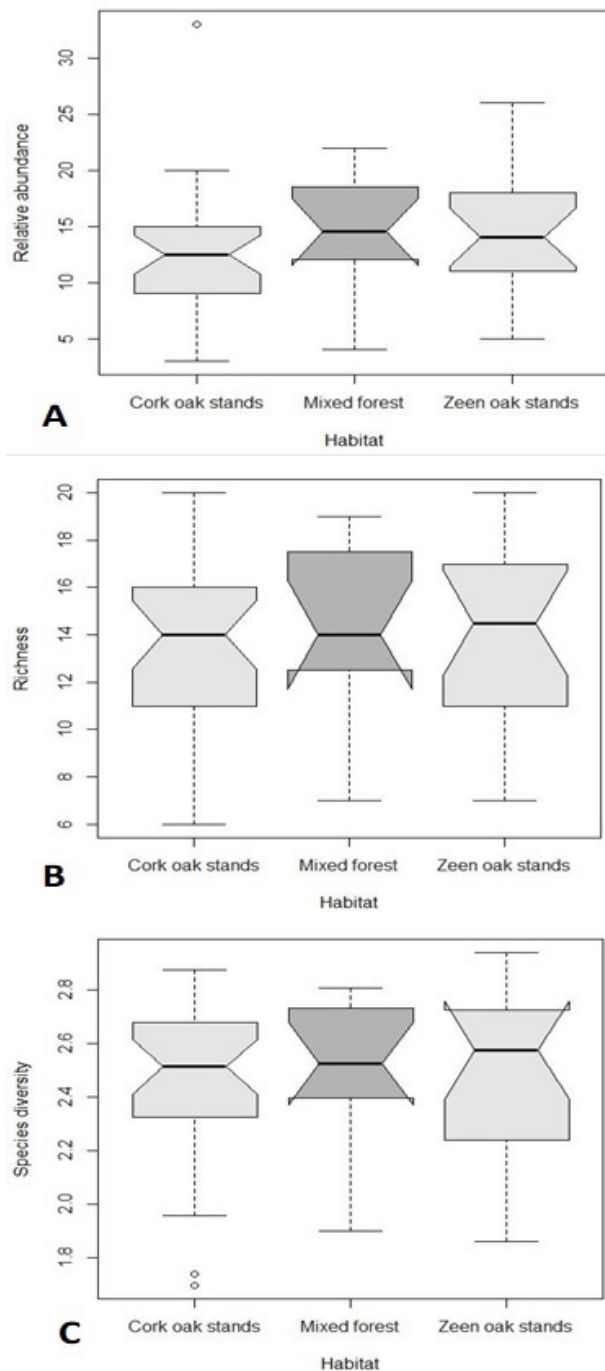 30
25
20
15
10
5
Relative abundance
Cork oak stands Mixed forest Zeen oak stands
A
Habitat
20
18
16
14
12
10
8
6
Richness
Cork oak stands Mixed forest Zeen oak stands
B
Habitat
2.8
2.6
2.4
2.2
2.0
1.8
Species diversity
Cork oak stands Mixed forest Zeen oak stands
C
Habitat